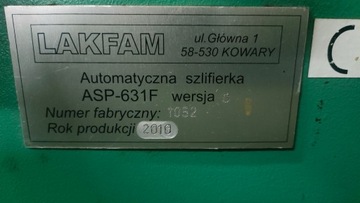 LAKFAM
ul.Główna 1
58-530 KOWARY
Automatyczna szlifierka
ASP-631F wersja C
Numer fabryczny: 1052
Rok produkcji 2010